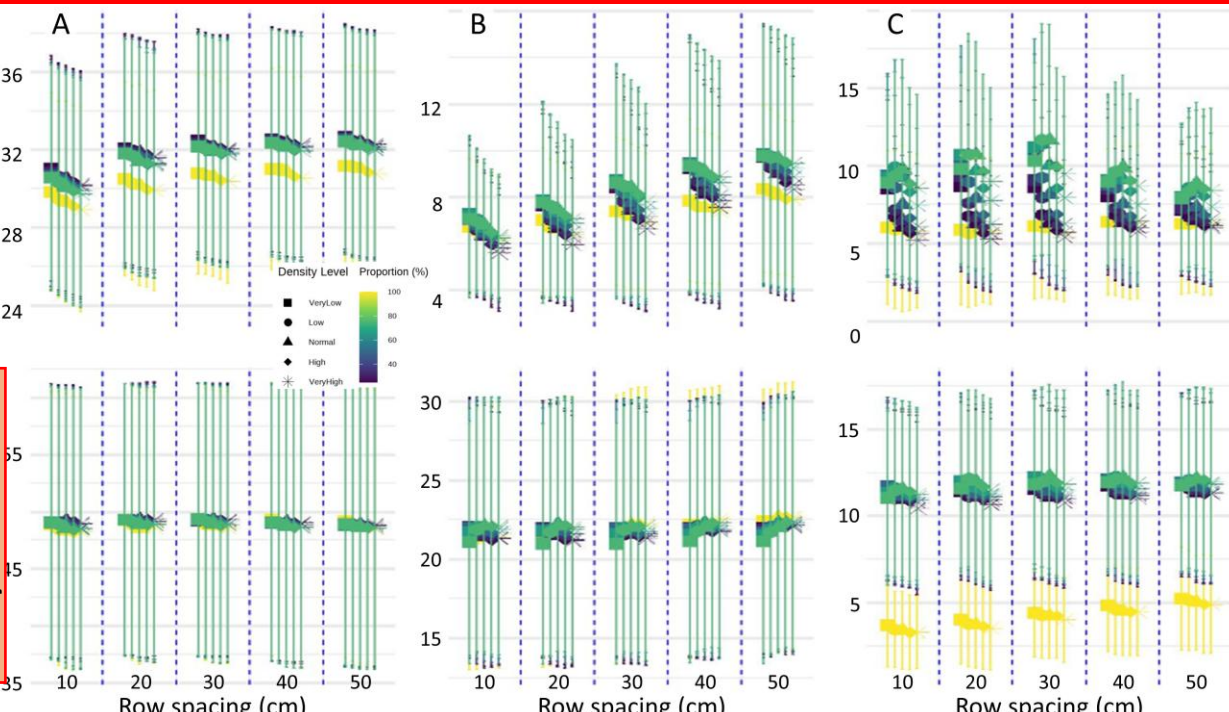 A
B
C
36
32
28
24
12
8
4
15
10
5
0
Density Level
VeryLow
Low
Normal
High
VeryHigh
Proportion (%)
100
80
60
40
55
45
35
30
25
20
15
15
10
5
10 20 30 40 50
10 20 30 40 50
10 20 30 40 50
Row spacing (cm)
Row spacing (cm)
Row spacing (cm)